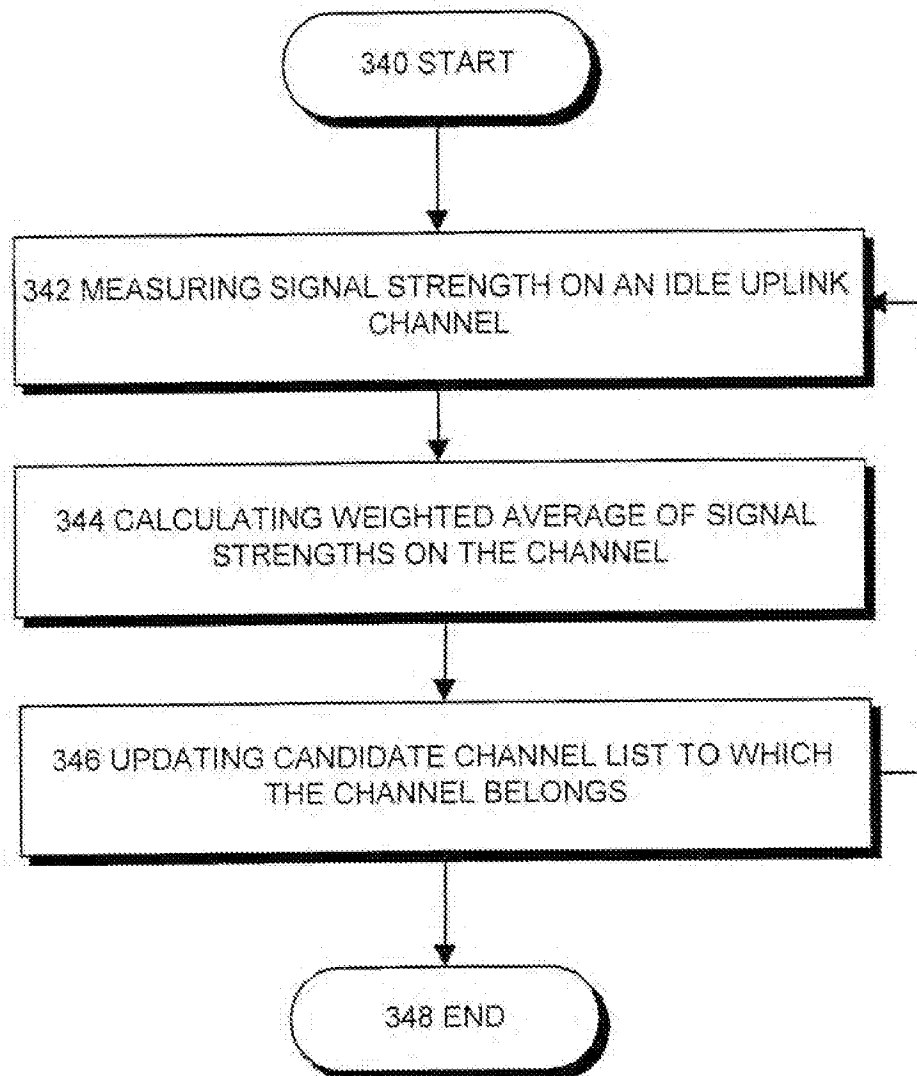 340 START
342 MEASURING SIGNAL STRENGTH ON AN IDLE UPLINK
CHANNEL
344 CALCULATING WEIGHTED AVERAGE OF SIGNAL
STRENGTHS ON THE CHANNEL
346 UPDATING CANDIDATE CHANNEL LIST TO WHICH
THE CHANNEL BELONGS
348 END